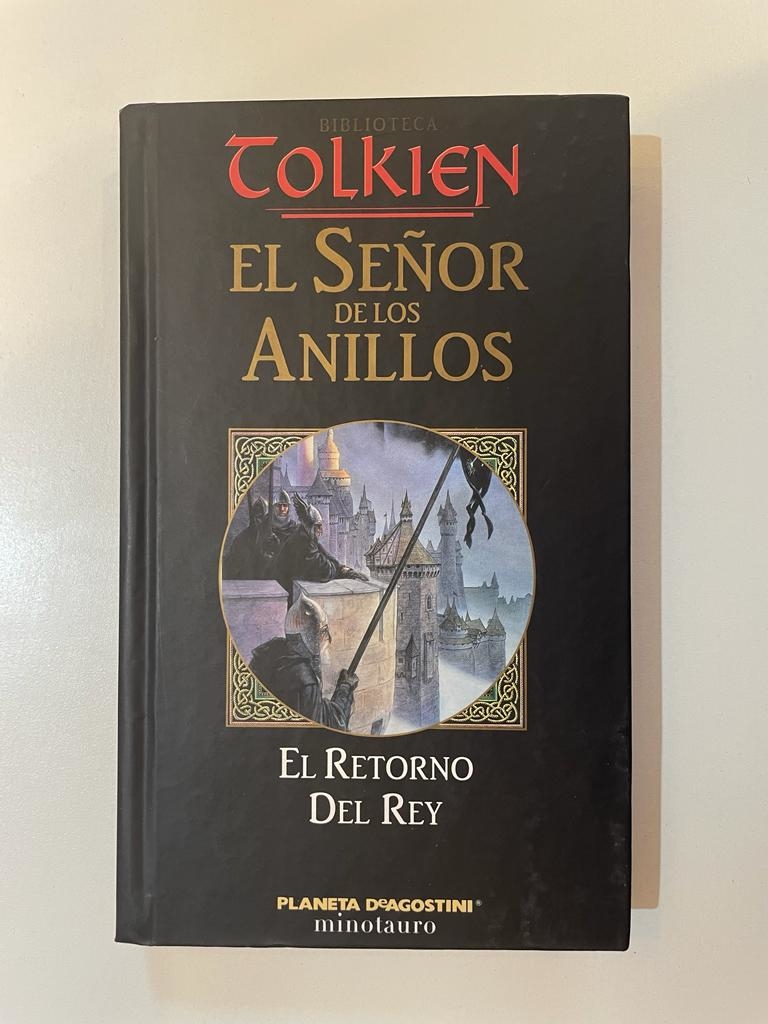 BIBLIOTECA
TOLKIEN
EL SEÑOR
DE LOS
ANILLOS
EL RETORNO
DEL REY
PLANETA DeAGOSTINI®
minotauro